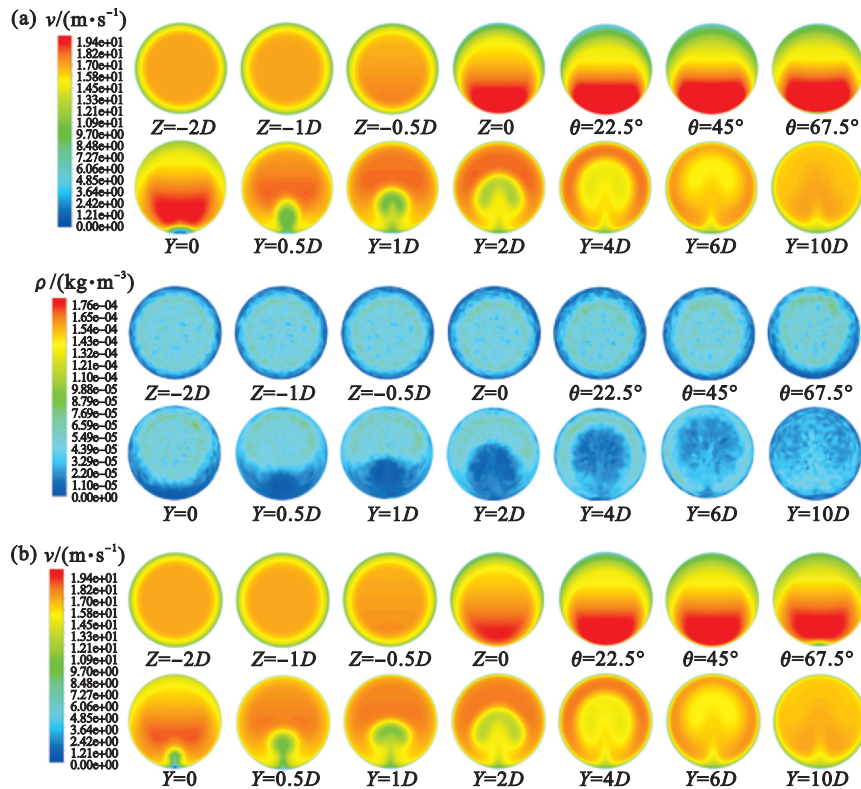 (a) v/(m·s⁻¹)
1.94e+01
1.82e+01
1.70e+01
1.57e+01
1.45e+01
1.33e+01
1.21e+01
1.09e+01
9.70e+00
8.48e+00
7.27e+00
6.06e+00
4.85e+00
3.64e+00
2.42e+00
1.21e+00
0.00e+00
Z=−2D Z=−1D Z=−0.5D Z=0 θ=22.5° θ=45° θ=67.5°
Y=0 Y=0.5D Y=1D Y=2D Y=4D Y=6D Y=10D
ρ/(kg·m⁻³)
1.76e−04
1.65e−04
1.54e−04
1.43e−04
1.32e−04
1.21e−04
1.10e−04
9.88e−05
8.79e−05
7.69e−05
6.59e−05
5.49e−05
4.39e−05
3.30e−05
2.20e−05
1.10e−05
0.00e+00
Z=−2D Z=−1D Z=−0.5D Z=0 θ=22.5° θ=45° θ=67.5°
Y=0 Y=0.5D Y=1D Y=2D Y=4D Y=6D Y=10D
(b) v/(m·s⁻¹)
1.94e+01
1.82e+01
1.70e+01
1.57e+01
1.45e+01
1.33e+01
1.21e+01
1.09e+01
9.70e+00
8.48e+00
7.27e+00
6.06e+00
4.85e+00
3.64e+00
2.42e+00
1.21e+00
0.00e+00
Z=−2D Z=−1D Z=−0.5D Z=0 θ=22.5° θ=45° θ=67.5°
Y=0 Y=0.5D Y=1D Y=2D Y=4D Y=6D Y=10D